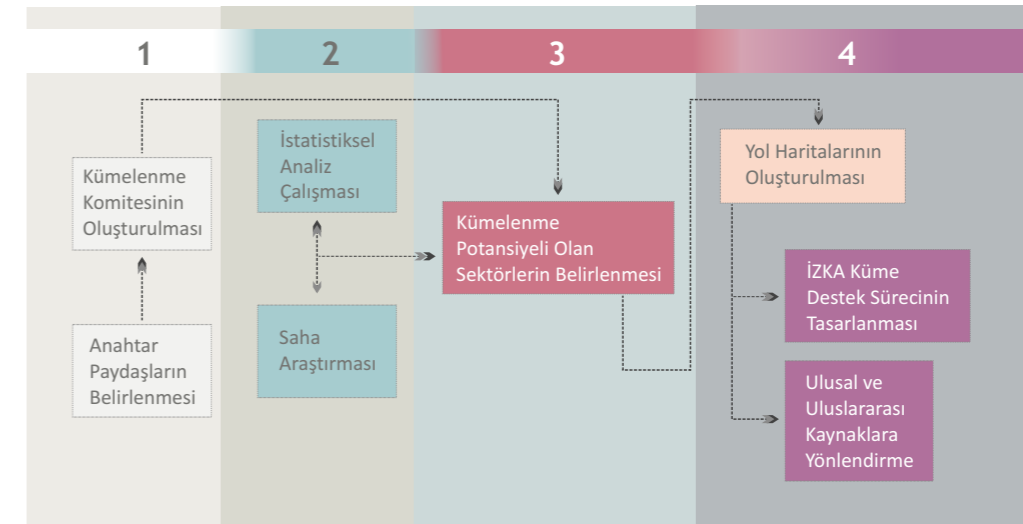 1
2
3
4
Kümelenme
Komitesinin
Oluşturulması
Anahtar
Paydaşların
Belirlenmesi
İstatistiksel
Analiz
Çalışması
Saha
Araştırması
Kümelenme
Potansiyeli Olan
Sektörlerin Belirlenmesi
Yol Haritalarının
Oluşturulması
İZKA Küme
Destek Sürecinin
Tasarlanması
Ulusal ve
Uluslararası
Kaynaklara
Yönlendirme